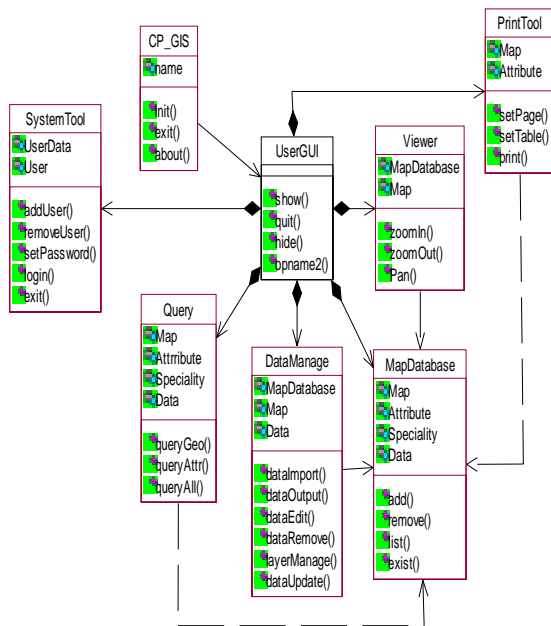 CP_GIS
name
Init()
exit()
about()
PrintTool
Map
Attribute
setPage()
setTable()
print()
SystemTool
UserData
User
addUser()
removeUser()
setPassword()
login()
exit()
UserGUI
show()
quit()
hide()
opname2()
Viewer
MapDatabase
Map
zoomIn()
zoomOut()
Pan()
Query
Map
Attrribute
Speciality
Data
queryGeo()
queryAttr()
queryAll()
DataManage
MapDatabase
Map
Data
dataImport()
dataOutput()
dataEdit()
dataRemove()
layerManage()
dataUpdate()
MapDatabase
Map
Attribute
Speciality
Data
add()
remove()
list()
exist()